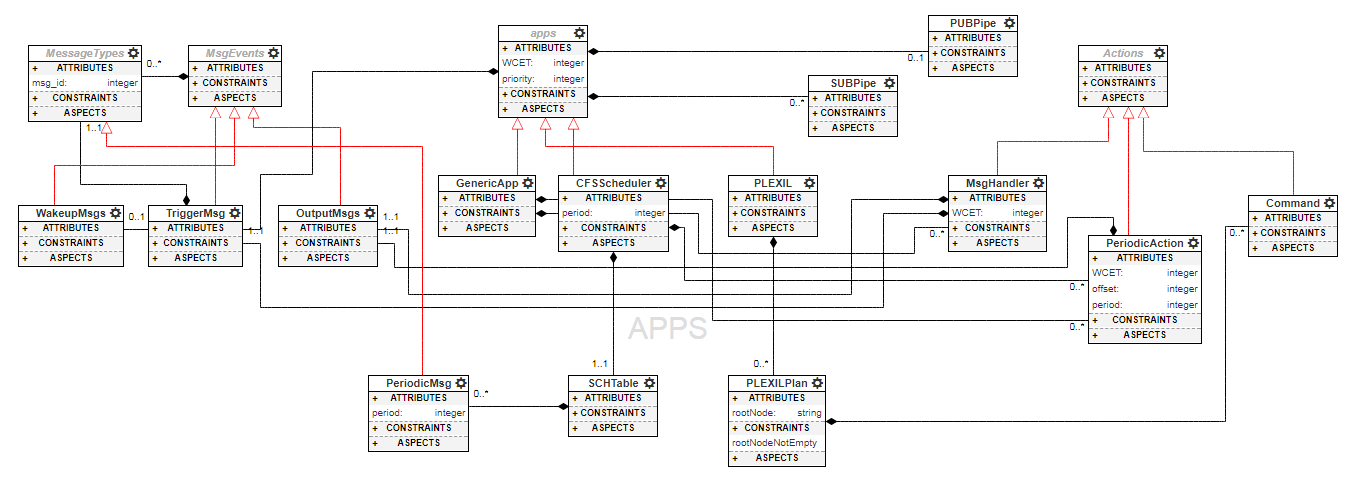 MessageTypes
+ ATTRIBUTES
msg_id: integer
+ CONSTRAINTS
+ ASPECTS
MsgEvents
+ ATTRIBUTES
+ CONSTRAINTS
+ ASPECTS
apps
+ ATTRIBUTES
WCET: integer
priority: integer
+ CONSTRAINTS
+ ASPECTS
PUBPipe
+ ATTRIBUTES
+ CONSTRAINTS
+ ASPECTS
SUBPipe
+ ATTRIBUTES
+ CONSTRAINTS
+ ASPECTS
Actions
+ ATTRIBUTES
+ CONSTRAINTS
+ ASPECTS
0..*
0..1
0..*
1..1
GenericApp
+ ATTRIBUTES
+ CONSTRAINTS
+ ASPECTS
CFSScheduler
+ ATTRIBUTES
period: integer
+ CONSTRAINTS
+ ASPECTS
PLEXIL
+ ATTRIBUTES
+ CONSTRAINTS
+ ASPECTS
MsgHandler
+ ATTRIBUTES
WCET: integer
+ CONSTRAINTS
+ ASPECTS
Command
+ ATTRIBUTES
+ CONSTRAINTS
+ ASPECTS
WakeupMsgs
+ ATTRIBUTES
+ CONSTRAINTS
+ ASPECTS
0..1
TriggerMsg
+ ATTRIBUTES
+ CONSTRAINTS
+ ASPECTS
1..1
OutputMsgs
+ ATTRIBUTES
+ CONSTRAINTS
+ ASPECTS
1..1
1..1
0..*
0..*
PeriodicAction
+ ATTRIBUTES
WCET: integer
offset: integer
period: integer
+ CONSTRAINTS
+ ASPECTS
0..*
0..*
APPS
1..1
0..*
PeriodicMsg
+ ATTRIBUTES
period: integer
+ CONSTRAINTS
+ ASPECTS
0..*
SCHTable
+ ATTRIBUTES
+ CONSTRAINTS
+ ASPECTS
PLEXILPlan
+ ATTRIBUTES
rootNode: string
+ CONSTRAINTS
rootNodeNotEmpty
+ ASPECTS